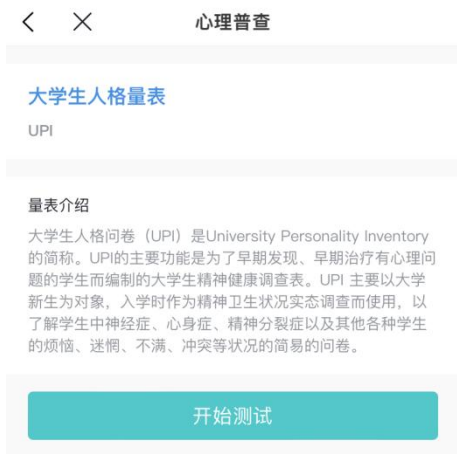 心理普查
大学生人格量表
UPI
量表介绍
大学生人格问卷（UPI）是University Personality Inventory
的简称。UPI的主要功能是为了早期发现、早期治疗有心理问
题的学生而编制的大学生精神健康调查表。UPI 主要以大学
新生为对象，入学时作为精神卫生状况实态调查而使用，以
了解学生中神经症、心身症、精神分裂症以及其他各种学生
的烦恼、迷惘、不满、冲突等状况的简易的问卷。
开始测试